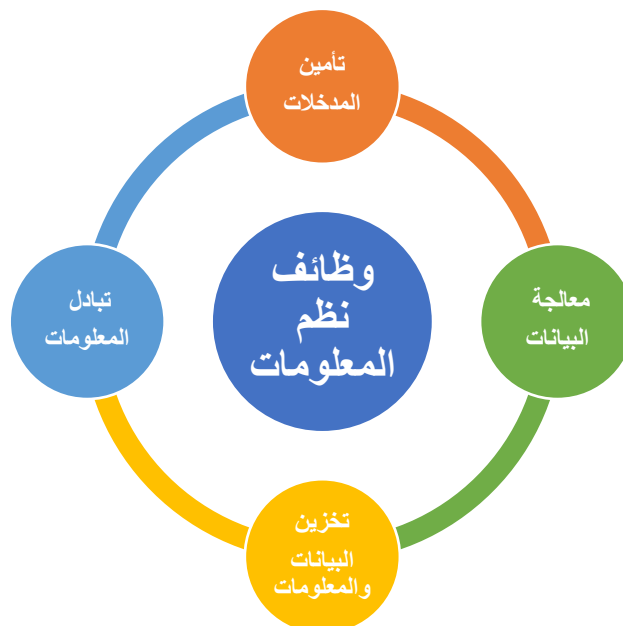 تأمين
المدخلات
وظائف
نظم
المعلومات
معالجة
البيانات
تخزين
البيانات
والمعلومات
تبادل
المعلومات